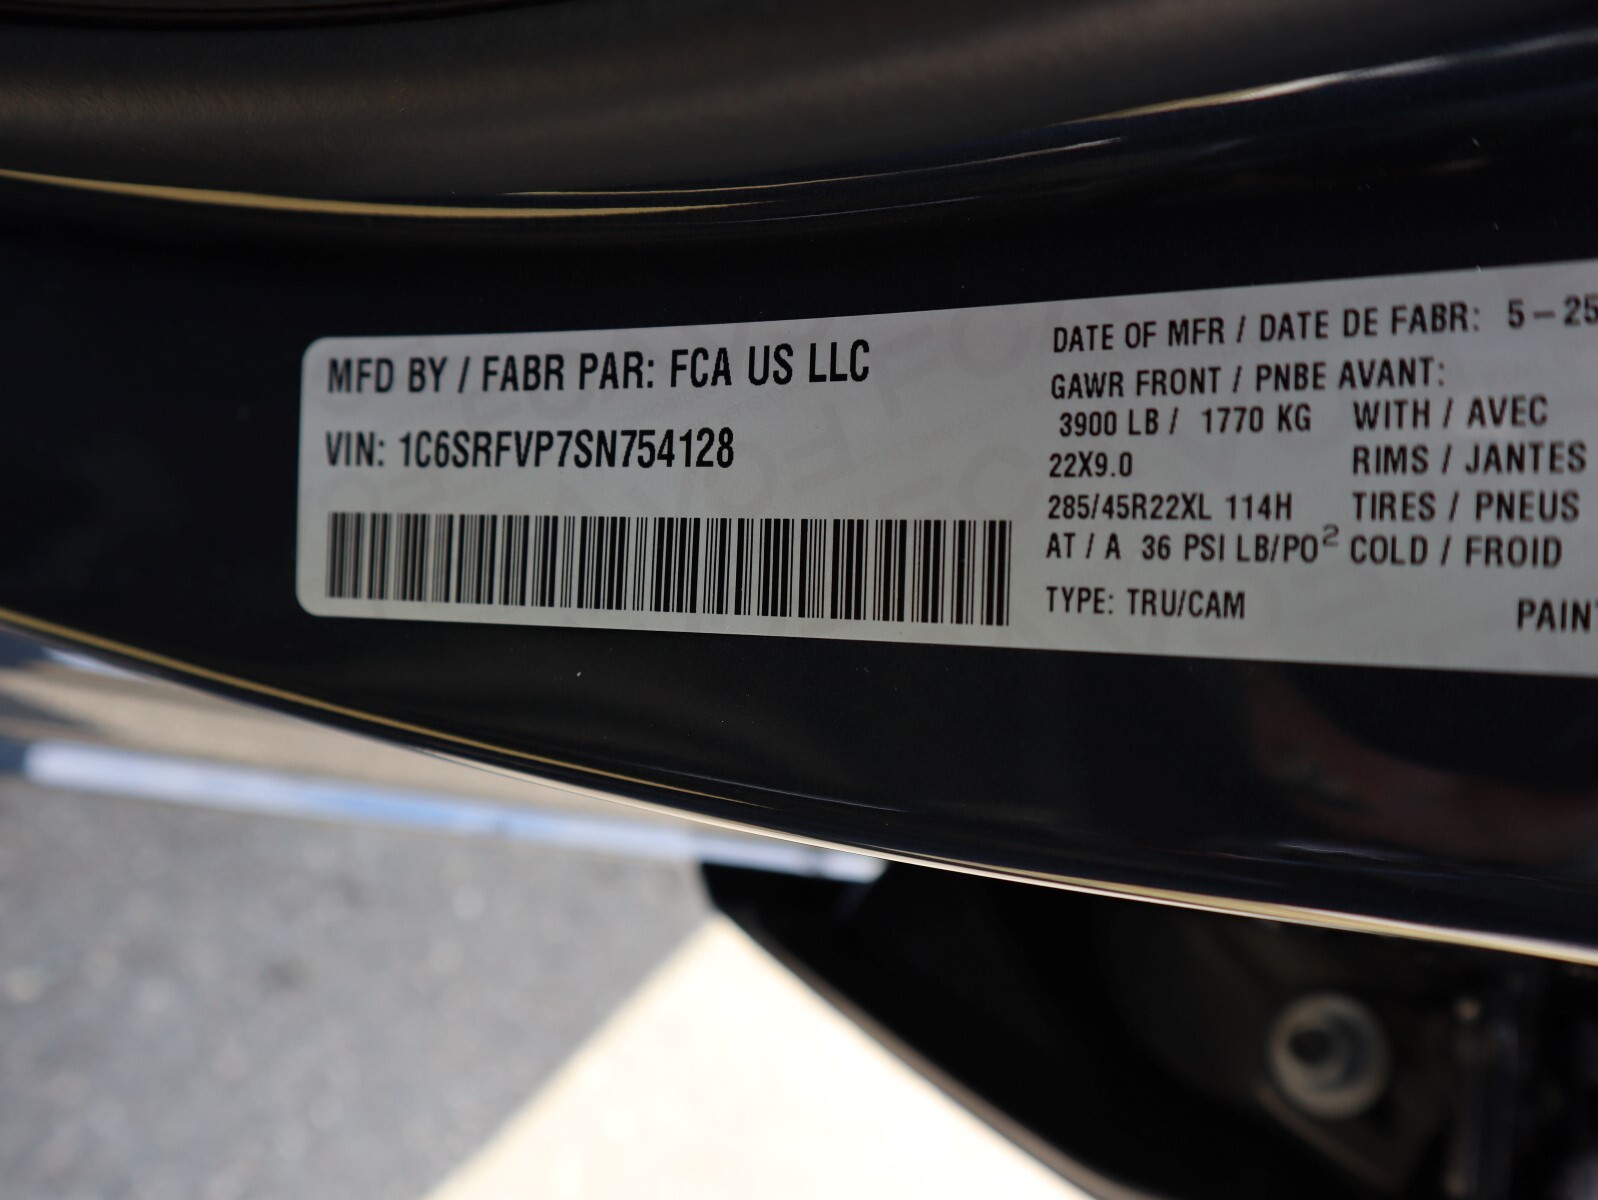 MFD BY / FABR PAR: FCA US LLC
VIN: 1C6SRFVP7SN754128
DATE OF MFR / DATE DE FABR: 5-25
GAWR FRONT / PNBE AVANT:
3900 LB / 1770 KG WITH / AVEC
22X9.0 RIMS / JANTES
285/45R22XL 114H TIRES / PNEUS
AT / A 36 PSI LB/PO² COLD / FROID
TYPE: TRU/CAM PAIN